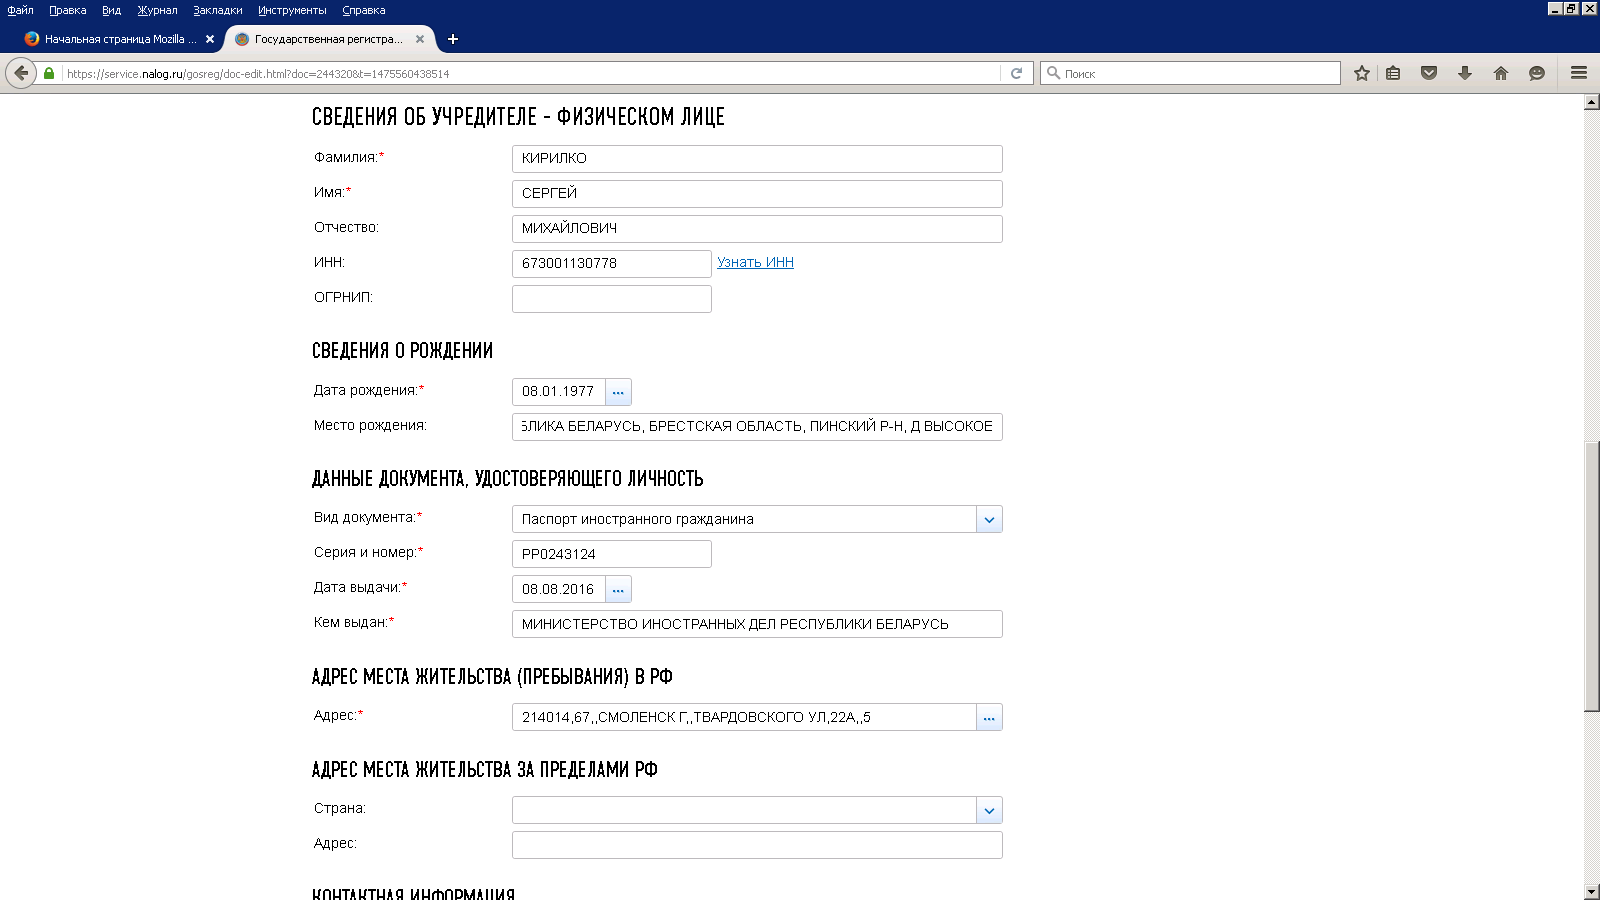 Файл Правка Вид Журнал Закладки Инструменты Справка
Начальная страница Mozilla ... Государственная регистра...
https://service.nalog.ru/gosreg/doc-edit.html?doc=244320&t=1475560438514 Поиск
СВЕДЕНИЯ ОБ УЧРЕДИТЕЛЕ - ФИЗИЧЕСКОМ ЛИЦЕ
Фамилия:* КИРИЛКО
Имя:* СЕРГЕЙ
Отчество: МИХАЙЛОВИЧ
ИНН: 673001130778 Узнать ИНН
ОГРНИП:
СВЕДЕНИЯ О РОЖДЕНИИ
Дата рождения:* 08.01.1977 ...
Место рождения: БЛИКА БЕЛАРУСЬ, БРЕСТСКАЯ ОБЛАСТЬ, ПИНСКИЙ Р-Н, Д ВЫСОКОЕ
ДАННЫЕ ДОКУМЕНТА, УДОСТОВЕРЯЮЩЕГО ЛИЧНОСТЬ
Вид документа:* Паспорт иностранного гражданина
Серия и номер:* РР0243124
Дата выдачи:* 08.08.2016 ...
Кем выдан:* МИНИСТЕРСТВО ИНОСТРАННЫХ ДЕЛ РЕСПУБЛИКИ БЕЛАРУСЬ
АДРЕС МЕСТА ЖИТЕЛЬСТВА (ПРЕБЫВАНИЯ) В РФ
Адрес:* 214014,67,,СМОЛЕНСК Г,,ТВАРДОВСКОГО УЛ,22А,,5 ...
АДРЕС МЕСТА ЖИТЕЛЬСТВА ЗА ПРЕДЕЛАМИ РФ
Страна:
Адрес:
КОНТАКТНАЯ ИНФОРМАЦИЯ